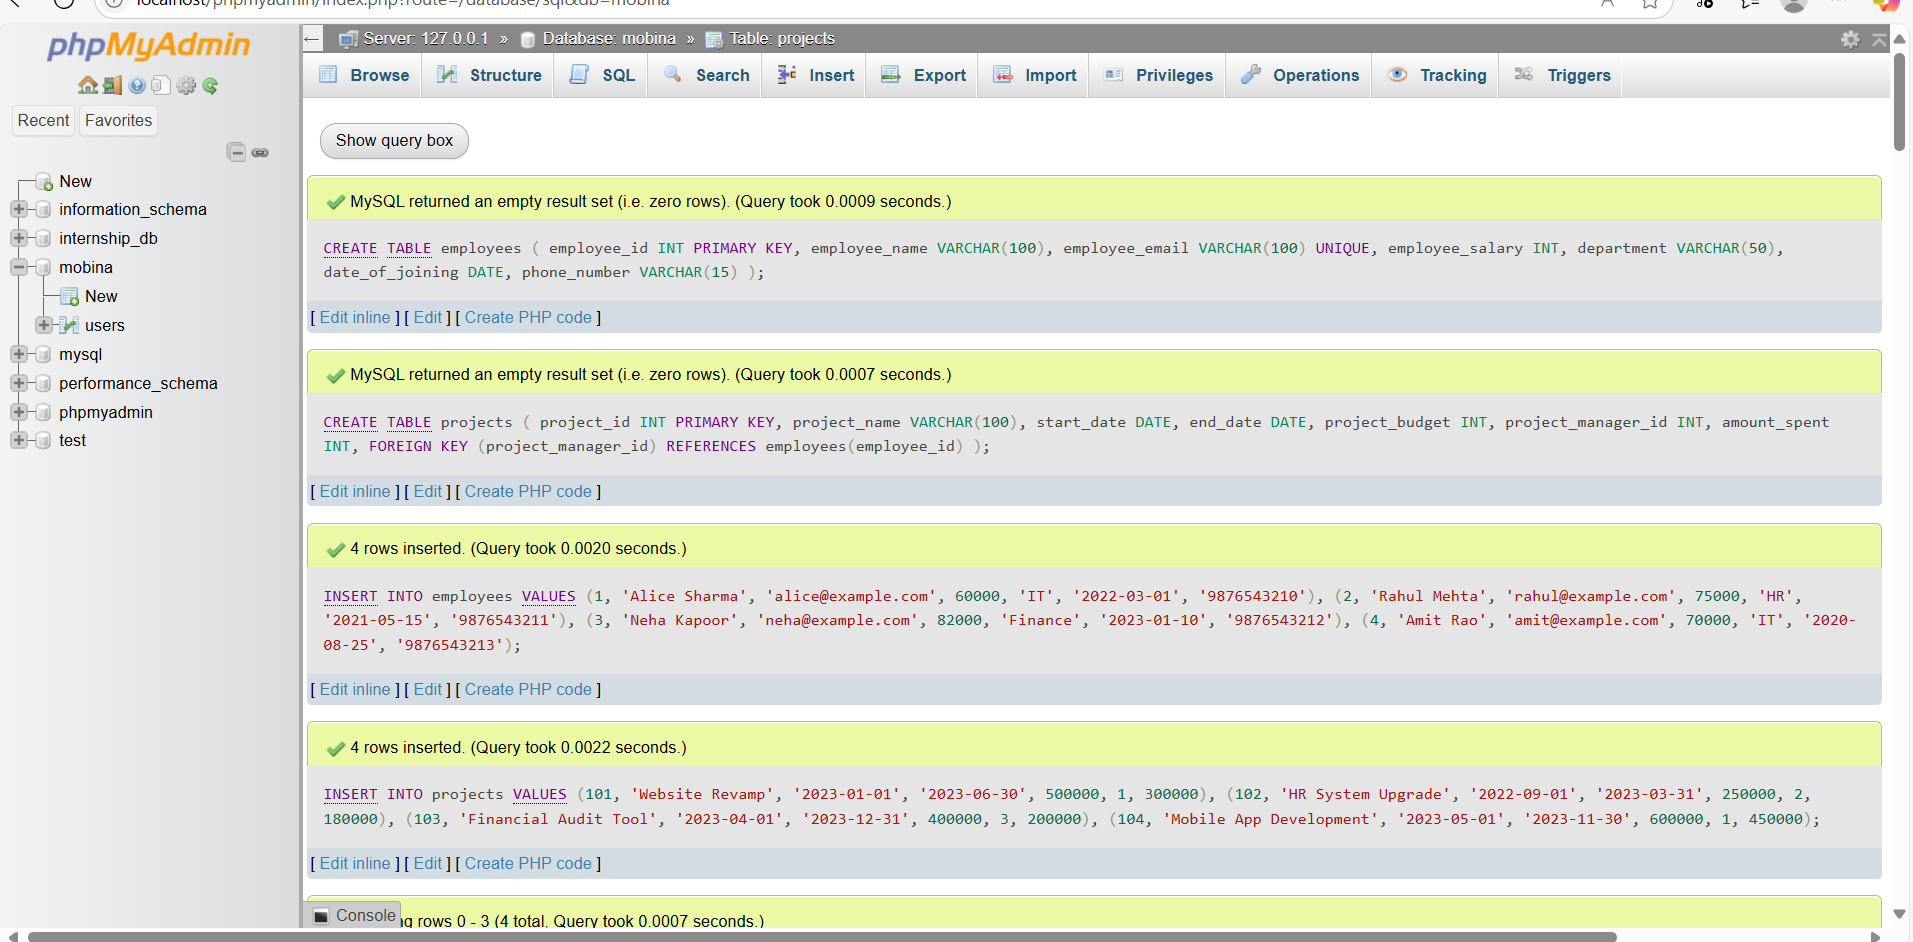 localhost/phpmyadmin/index.php?route=/database/sql&db=mobina
phpMyAdmin
Recent
Favorites
New
information_schema
internship_db
mobina
New
users
mysql
performance_schema
phpmyadmin
test
Server: 127.0.0.1 » Database: mobina » Table: projects
Browse
Structure
SQL
Search
Insert
Export
Import
Privileges
Operations
Tracking
Triggers
Show query box
MySQL returned an empty result set (i.e. zero rows). (Query took 0.0009 seconds.)
CREATE TABLE employees ( employee_id INT PRIMARY KEY, employee_name VARCHAR(100), employee_email VARCHAR(100) UNIQUE, employee_salary INT, department VARCHAR(50),
date_of_joining DATE, phone_number VARCHAR(15) );
[ Edit inline ] [ Edit ] [ Create PHP code ]
MySQL returned an empty result set (i.e. zero rows). (Query took 0.0007 seconds.)
CREATE TABLE projects ( project_id INT PRIMARY KEY, project_name VARCHAR(100), start_date DATE, end_date DATE, project_budget INT, project_manager_id INT, amount_spent
INT, FOREIGN KEY (project_manager_id) REFERENCES employees(employee_id) );
[ Edit inline ] [ Edit ] [ Create PHP code ]
4 rows inserted. (Query took 0.0020 seconds.)
INSERT INTO employees VALUES (1, 'Alice Sharma', 'alice@example.com', 60000, 'IT', '2022-03-01', '9876543210'), (2, 'Rahul Mehta', 'rahul@example.com', 75000, 'HR',
'2021-05-15', '9876543211'), (3, 'Neha Kapoor', 'neha@example.com', 82000, 'Finance', '2023-01-10', '9876543212'), (4, 'Amit Rao', 'amit@example.com', 70000, 'IT', '2020-
08-25', '9876543213');
[ Edit inline ] [ Edit ] [ Create PHP code ]
4 rows inserted. (Query took 0.0022 seconds.)
INSERT INTO projects VALUES (101, 'Website Revamp', '2023-01-01', '2023-06-30', 500000, 1, 300000), (102, 'HR System Upgrade', '2022-09-01', '2023-03-31', 250000, 2,
180000), (103, 'Financial Audit Tool', '2023-04-01', '2023-12-31', 400000, 3, 200000), (104, 'Mobile App Development', '2023-05-01', '2023-11-30', 600000, 1, 450000);
[ Edit inline ] [ Edit ] [ Create PHP code ]
Console
rows 0 - 3 (4 total, Query took 0.0007 seconds.)